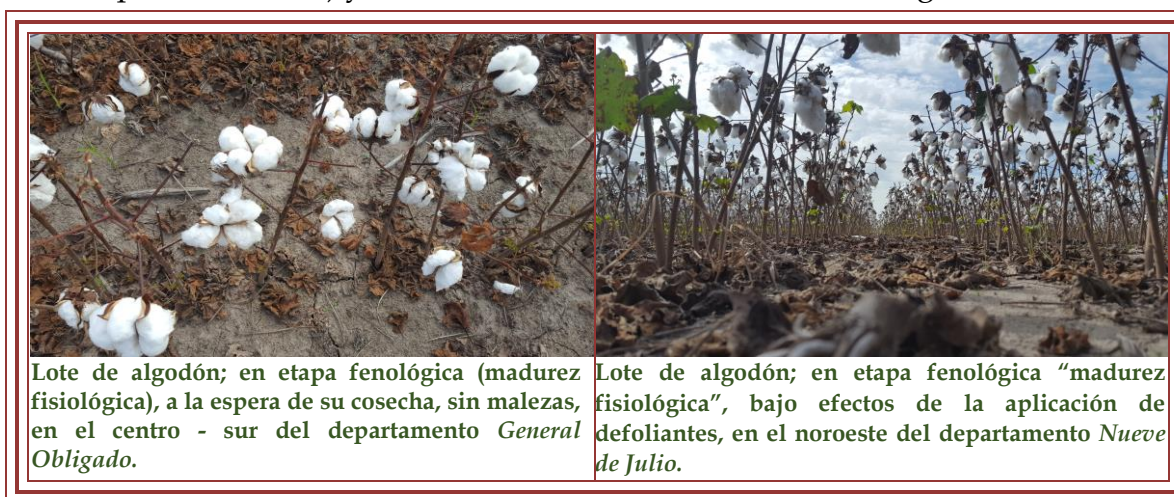 Lote de algodón; en etapa fenológica (madurez
fisiológica), a la espera de su cosecha, sin malezas,
en el centro - sur del departamento General
Obligado.
Lote de algodón; en etapa fenológica “madurez
fisiológica”, bajo efectos de la aplicación de
defoliantes, en el noroeste del departamento Nueve
de Julio.